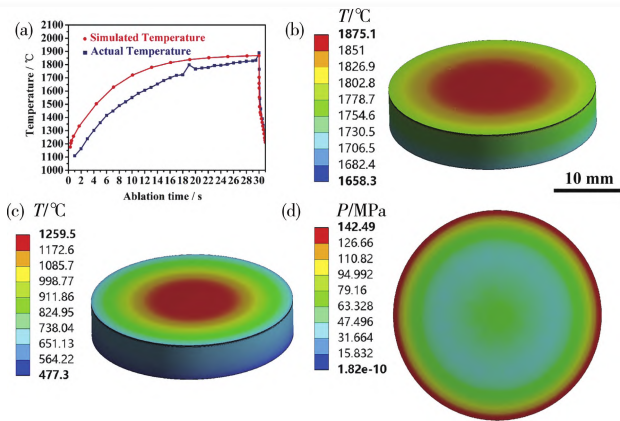 (a)
Simulated Temperature
Actual Temperature
Temperature / ℃
2100
2000
1900
1800
1700
1600
1500
1400
1300
1200
1100
1000
0 2 4 6 8 10 12 14 16 18 20 22 24 26 28 30
Ablation time / s
(b)
T/℃
1875.1
1851
1826.9
1802.8
1778.7
1754.6
1730.5
1706.5
1682.4
1658.3
10 mm
(c)
T/℃
1259.5
1172.6
1085.7
998.77
911.86
824.95
738.04
651.13
564.22
477.3
(d)
P/MPa
142.49
126.66
110.82
94.992
79.16
63.328
47.496
31.664
15.832
1.82e-10